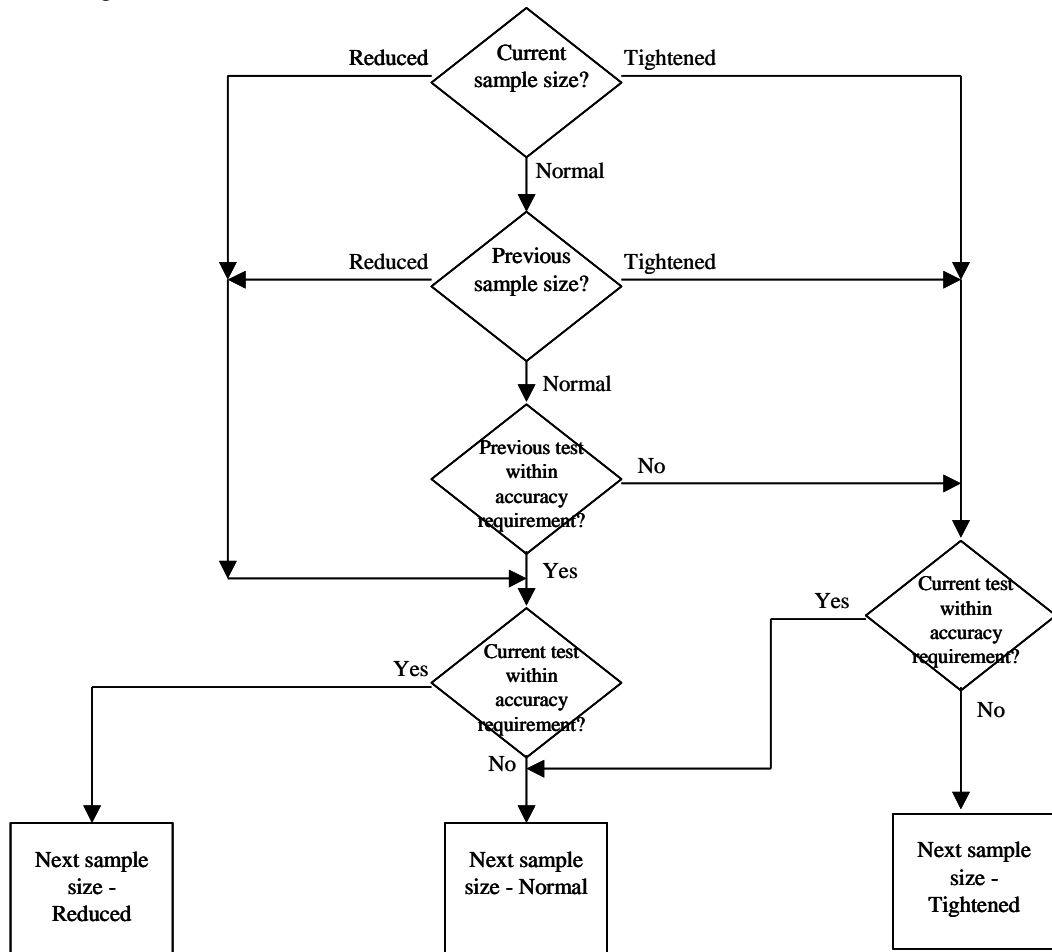 Reduced
Current
sample size?
Tightened
Normal
Reduced
Previous
sample size?
Tightened
Normal
Previous test
within
accuracy
requirement?
No
Yes
Current test
within
accuracy
requirement?
Yes
No
Yes
Current test
within
accuracy
requirement?
No
Next sample
size -
Reduced
Next sample
size - Normal
Next sample
size -
Tightened